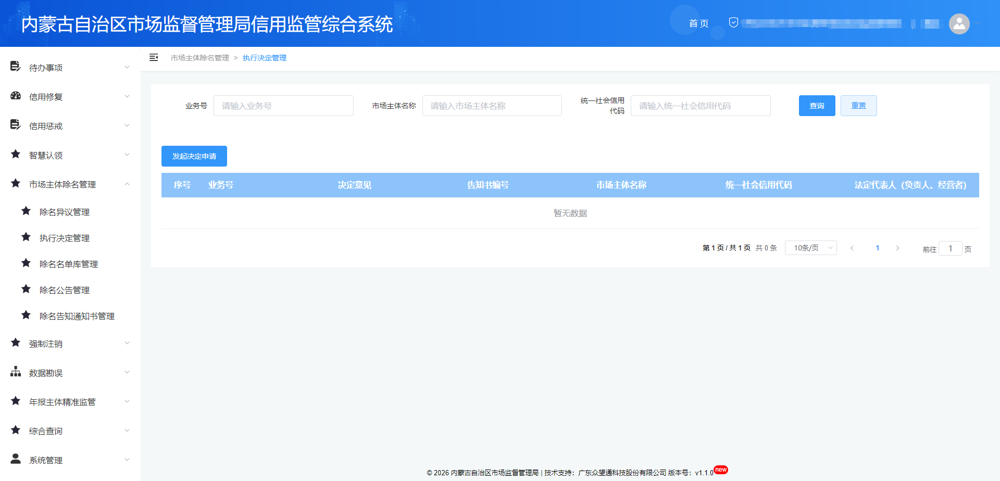 内蒙古自治区市场监督管理局信用监管综合系统
首页
市场主体除名管理 > 执行决定管理
待办事项
信用修复
信用惩戒
智慧认领
市场主体除名管理
除名异议管理
执行决定管理
除名名单库管理
除名公告管理
除名告知通知书管理
强制注销
数据勘误
年报主体精准监管
综合查询
系统管理
业务号 请输入业务号 市场主体名称 请输入市场主体名称 统一社会信用代码 请输入统一社会信用代码 查询 重置
发起决定申请
序号 业务号 决定意见 告知书编号 市场主体名称 统一社会信用代码 法定代表人（负责人、经营者）
暂无数据
第 1 页 / 共 1 页 共 0 条 10条/页 1 前往 1 页
© 2026 内蒙古自治区市场监督管理局 | 技术支持：广东众望通科技股份有限公司 版本号：v1.1.0 new